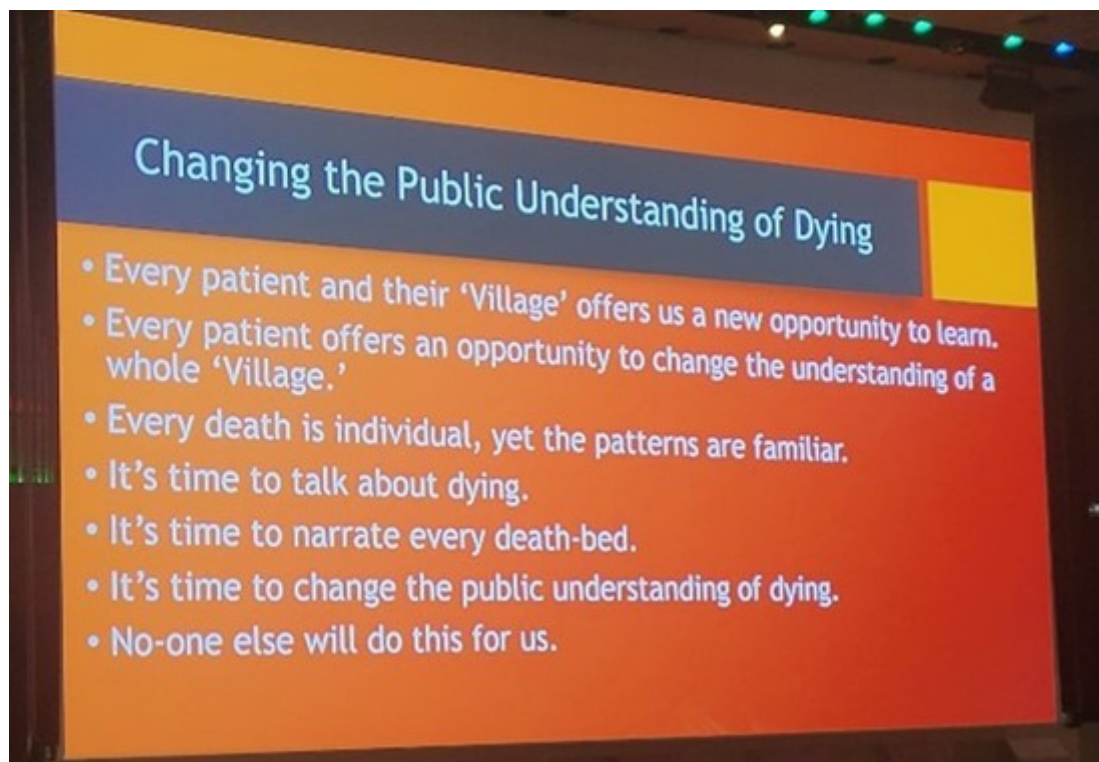 Changing the Public Understanding of Dying
• Every patient and their ‘Village’ offers us a new opportunity to learn.
• Every patient offers an opportunity to change the understanding of a
whole ‘Village.’
• Every death is individual, yet the patterns are familiar.
• It’s time to talk about dying.
• It’s time to narrate every death-bed.
• It’s time to change the public understanding of dying.
• No-one else will do this for us.